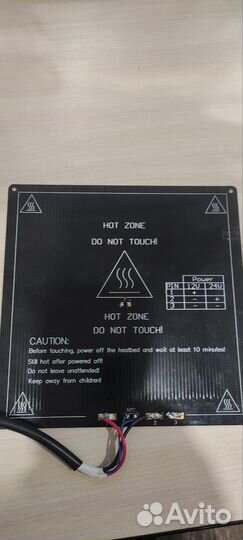 HOT ZONE
DO NOT TOUCH!
HOT ZONE
DO NOT TOUCH!
Power
PIN 12V 24V
1 +
2 - +
3 - -
CAUTION:
Before touching, power off the heatbed and wait at least 10 minutes!
Still hot after powered off!
Do not leave unattended!
Keep away from children!
NTC
2 3
Avito